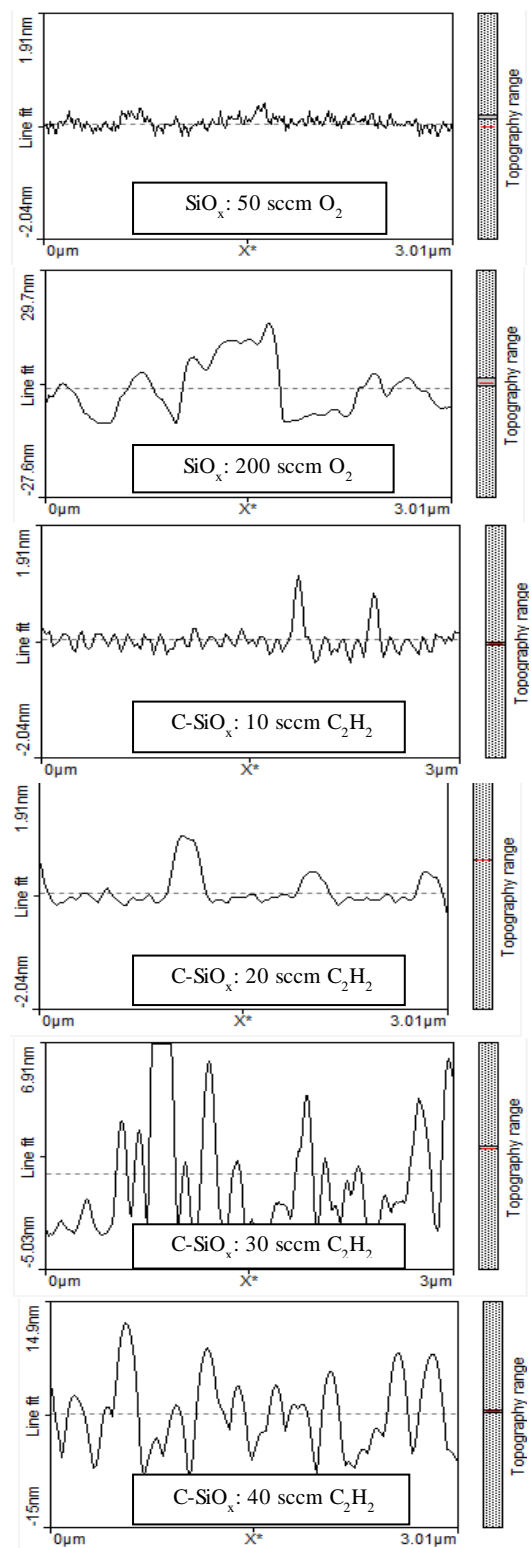 1.91nm
Line fit
-2.04nm
SiOₓ: 50 sccm O₂
0µm X* 3.01µm
Topography range
29.7nm
Line fit
-27.6nm
SiOₓ: 200 sccm O₂
0µm X* 3.01µm
Topography range
1.91nm
Line fit
-2.04nm
C-SiOₓ: 10 sccm C₂H₂
0µm X* 3µm
Topography range
1.91nm
Line fit
-2.04nm
C-SiOₓ: 20 sccm C₂H₂
0µm X* 3.01µm
Topography range
6.91nm
Line fit
-5.03nm
C-SiOₓ: 30 sccm C₂H₂
0µm X* 3µm
Topography range
14.9nm
Line fit
-15nm
C-SiOₓ: 40 sccm C₂H₂
0µm X* 3.01µm
Topography range